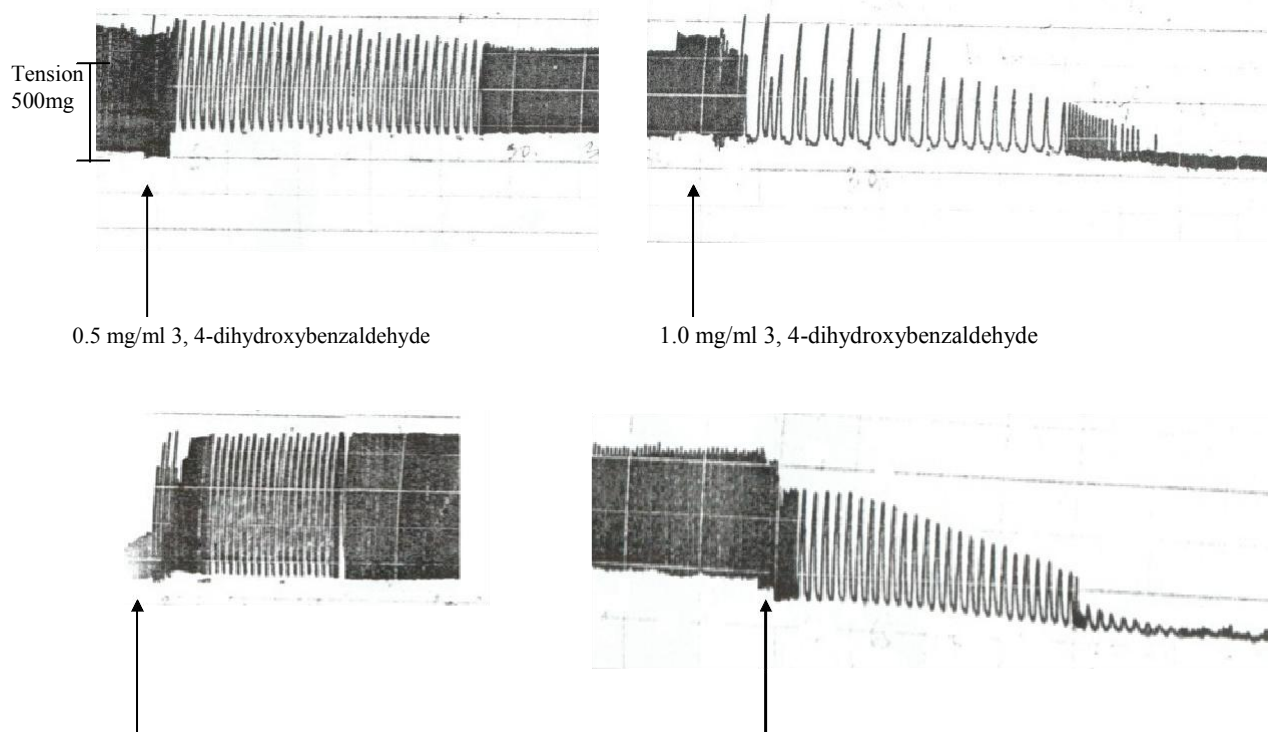 Tension
500mg
0.5 mg/ml 3, 4-dihydroxybenzaldehyde
1.0 mg/ml 3, 4-dihydroxybenzaldehyde